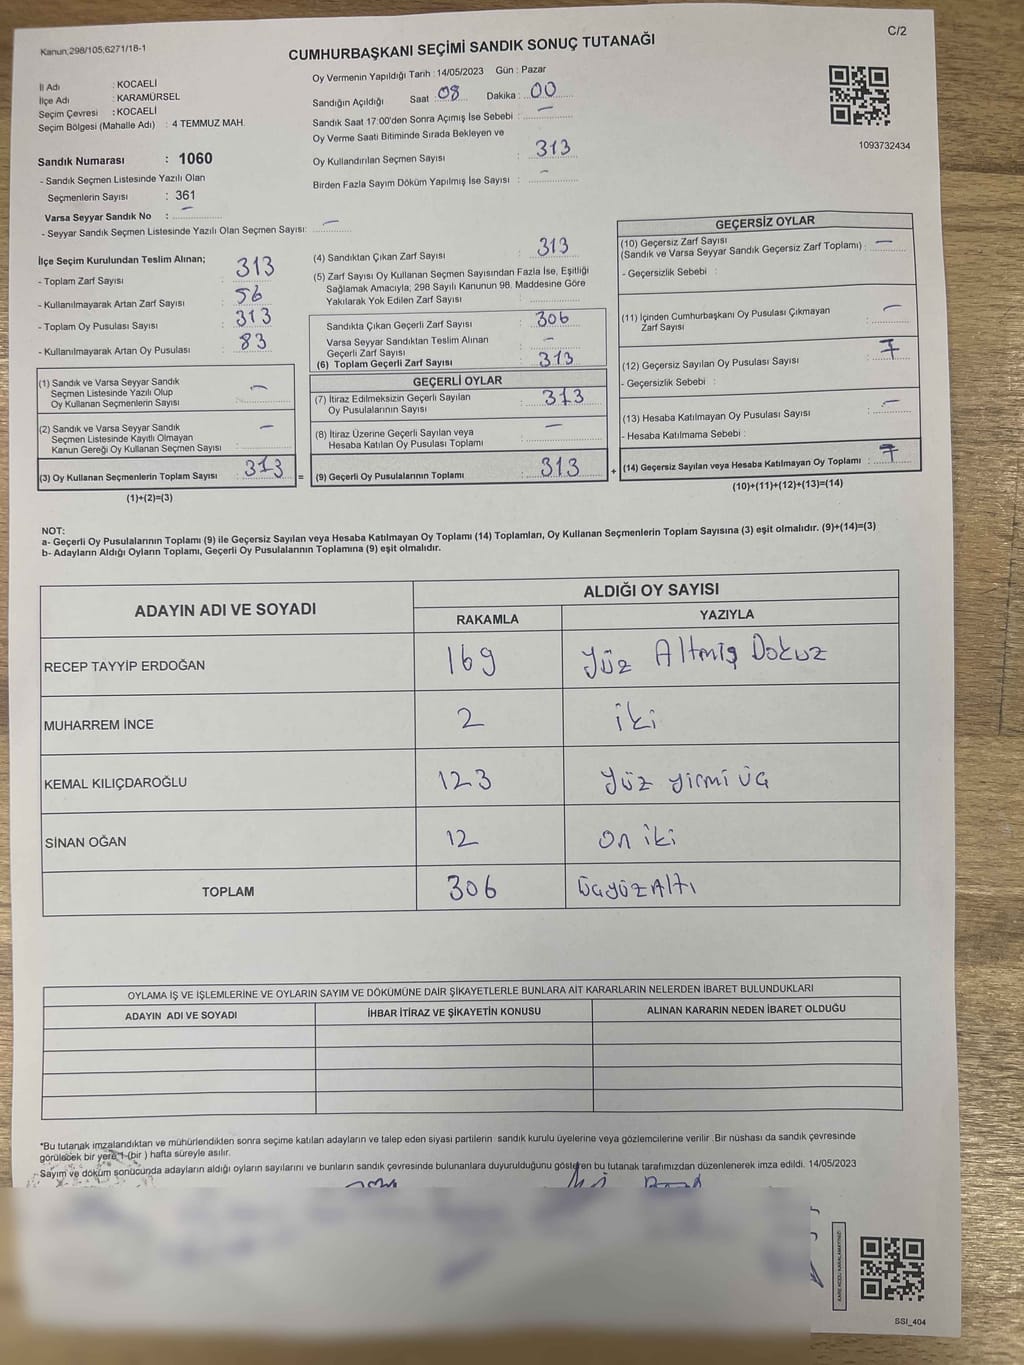 Kanun;298/105;6271/18-1
C/2
CUMHURBAŞKANI SEÇİMİ SANDIK SONUÇ TUTANAĞI
İl Adı : KOCAELİ
İlçe Adı : KARAMÜRSEL
Seçim Çevresi : KOCAELİ
Seçim Bölgesi (Mahalle Adı) : 4 TEMMUZ MAH.
Sandık Numarası : 1060
- Sandık Seçmen Listesinde Yazılı Olan
Seçmenlerin Sayısı : 361
Varsa Seyyar Sandık No : –
- Seyyar Sandık Seçmen Listesinde Yazılı Olan Seçmen Sayısı: –
Oy Vermenin Yapıldığı Tarih : 14/05/2023 Gün : Pazar
Sandığın Açıldığı Saat 08 Dakika : 00
Sandık Saat 17:00'den Sonra Açımış İse Sebebi : –
Oy Verme Saati Bitiminde Sırada Bekleyen ve
Oy Kullandırılan Seçmen Sayısı : 313
Birden Fazla Sayım Döküm Yapılmış İse Sayısı : –
1093732434
İlçe Seçim Kurulundan Teslim Alınan;
- Toplam Zarf Sayısı : 313
- Kullanılmayarak Artan Zarf Sayısı : 56
- Toplam Oy Pusulası Sayısı : 313
- Kullanılmayarak Artan Oy Pusulası : 83
(1) Sandık ve Varsa Seyyar Sandık
Seçmen Listesinde Yazılı Olup
Oy Kullanan Seçmenlerin Sayısı : –
(2) Sandık ve Varsa Seyyar Sandık
Seçmen Listesinde Kayıtlı Olmayan
Kanun Gereği Oy Kullanan Seçmen Sayısı : –
(3) Oy Kullanan Seçmenlerin Toplam Sayısı : 313 =
(1)+(2)=(3)
(4) Sandıktan Çıkan Zarf Sayısı : 313
(5) Zarf Sayısı Oy Kullanan Seçmen Sayısından Fazla İse, Eşitliği
Sağlamak Amacıyla; 298 Sayılı Kanunun 98. Maddesine Göre
Yakılarak Yok Edilen Zarf Sayısı :
Sandıkta Çıkan Geçerli Zarf Sayısı : 306
Varsa Seyyar Sandıktan Teslim Alınan
Geçerli Zarf Sayısı : –
(6) Toplam Geçerli Zarf Sayısı : 313
GEÇERLİ OYLAR
(7) İtiraz Edilmeksizin Geçerli Sayılan
Oy Pusulalarının Sayısı : 313
(8) İtiraz Üzerine Geçerli Sayılan veya
Hesaba Katılan Oy Pusulası Toplamı : –
(9) Geçerli Oy Pusulalarının Toplamı : 313 +
GEÇERSİZ OYLAR
(10) Geçersiz Zarf Sayısı
(Sandık ve Varsa Seyyar Sandık Geçersiz Zarf Toplamı) : –
- Geçersizlik Sebebi :
(11) İçinden Cumhurbaşkanı Oy Pusulası Çıkmayan
Zarf Sayısı : –
(12) Geçersiz Sayılan Oy Pusulası Sayısı : 7
- Geçersizlik Sebebi :
(13) Hesaba Katılmayan Oy Pusulası Sayısı : –
- Hesaba Katılmama Sebebi :
(14) Geçersiz Sayılan veya Hesaba Katılmayan Oy Toplamı : 7
(10)+(11)+(12)+(13)=(14)
NOT:
a- Geçerli Oy Pusulalarının Toplamı (9) ile Geçersiz Sayılan veya Hesaba Katılmayan Oy Toplamı (14) Toplamları, Oy Kullanan Seçmenlerin Toplam Sayısına (3) eşit olmalıdır. (9)+(14)=(3)
b- Adayların Aldığı Oyların Toplamı, Geçerli Oy Pusulalarının Toplamına (9) eşit olmalıdır.
ADAYIN ADI VE SOYADI
ALDIĞI OY SAYISI
RAKAMLA YAZIYLA
RECEP TAYYİP ERDOĞAN 169 Yüz Altmış Dokuz
MUHARREM İNCE 2 iki
KEMAL KILIÇDAROĞLU 123 Yüz yirmi üç
SİNAN OĞAN 12 on iki
TOPLAM 306 üçyüzAltı
OYLAMA İŞ VE İŞLEMLERİNE VE OYLARIN SAYIM VE DÖKÜMÜNE DAİR ŞİKAYETLERLE BUNLARA AİT KARARLARIN NELERDEN İBARET BULUNDUKLARI
ADAYIN ADI VE SOYADI İHBAR İTİRAZ VE ŞİKAYETİN KONUSU ALINAN KARARIN NEDEN İBARET OLDUĞU
*Bu tutanak imzalandıktan ve mühürlendikten sonra seçime katılan adayların ve talep eden siyasi partilerin sandık kurulu üyelerine veya gözlemcilerine verilir .Bir nüshası da sandık çevresinde
görülebilecek bir yere 1 (bir ) hafta süreyle asılır.
Sayım ve döküm sonucunda adayların aldığı oyların sayılarını ve bunların sandık çevresinde bulunanlara duyurulduğunu gösteren bu tutanak tarafımızdan düzenlenerek imza edildi. 14/05/2023
SSI_404